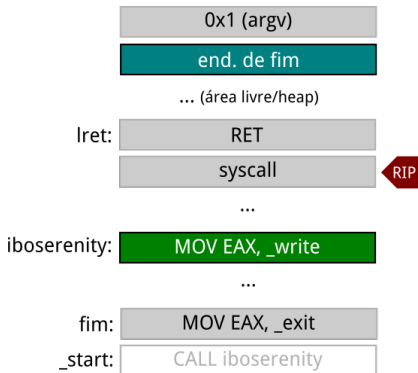 0x1 (argv)
end. de fim
... (área livre/heap)
lret: RET
syscall RIP
...
iboserenity: MOV EAX, _write
...
fim: MOV EAX, _exit
_start: CALL iboserenity